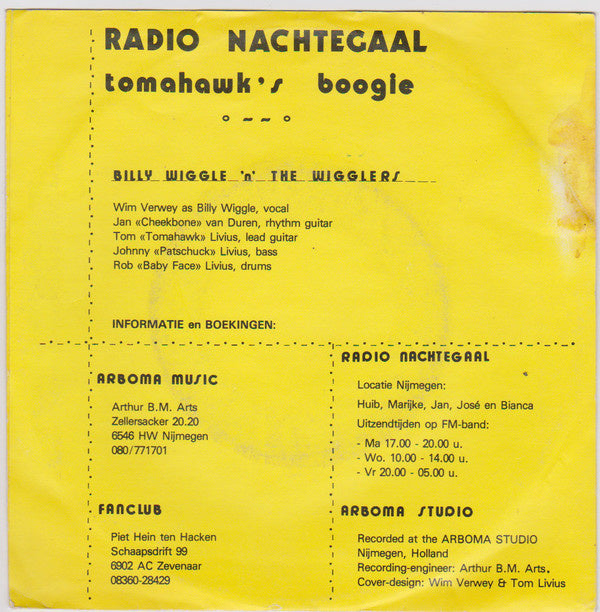 RADIO NACHTEGAAL
tomahawk's boogie
BILLY WIGGLE 'n' THE WIGGLERS
Wim Verwey as Billy Wiggle, vocal
Jan «Cheekbone» van Duren, rhythm guitar
Tom «Tomahawk» Livius, lead guitar
Johnny «Patschuck» Livius, bass
Rob «Baby Face» Livius, drums
INFORMATIE en BOEKINGEN:
ARBOMA MUSIC
Arthur B.M. Arts
Zellersacker 20.20
6546 HW Nijmegen
080/771701
RADIO NACHTEGAAL
Locatie Nijmegen:
Huib, Marijke, Jan, José en Bianca
Uitzendtijden op FM-band:
- Ma 17.00 - 20.00 u.
- Wo. 10.00 - 14.00 u.
- Vr 20.00 - 05.00 u.
FANCLUB
Piet Hein ten Hacken
Schaapsdrift 99
6902 AC Zevenaar
08360-28429
ARBOMA STUDIO
Recorded at the ARBOMA STUDIO
Nijmegen, Holland
Recording-engineer: Arthur B.M. Arts.
Cover-design: Wim Verwey & Tom Livius